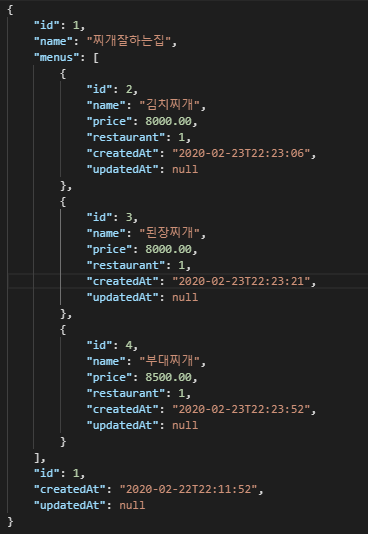 {
"id": 1,
"name": "찌개잘하는집",
"menus": [
{
"id": 2,
"name": "김치찌개",
"price": 8000.00,
"restaurant": 1,
"createdAt": "2020-02-23T22:23:06",
"updatedAt": null
},
{
"id": 3,
"name": "된장찌개",
"price": 8000.00,
"restaurant": 1,
"createdAt": "2020-02-23T22:23:21",
"updatedAt": null
},
{
"id": 4,
"name": "부대찌개",
"price": 8500.00,
"restaurant": 1,
"createdAt": "2020-02-23T22:23:52",
"updatedAt": null
}
],
"id": 1,
"createdAt": "2020-02-22T22:11:52",
"updatedAt": null
}